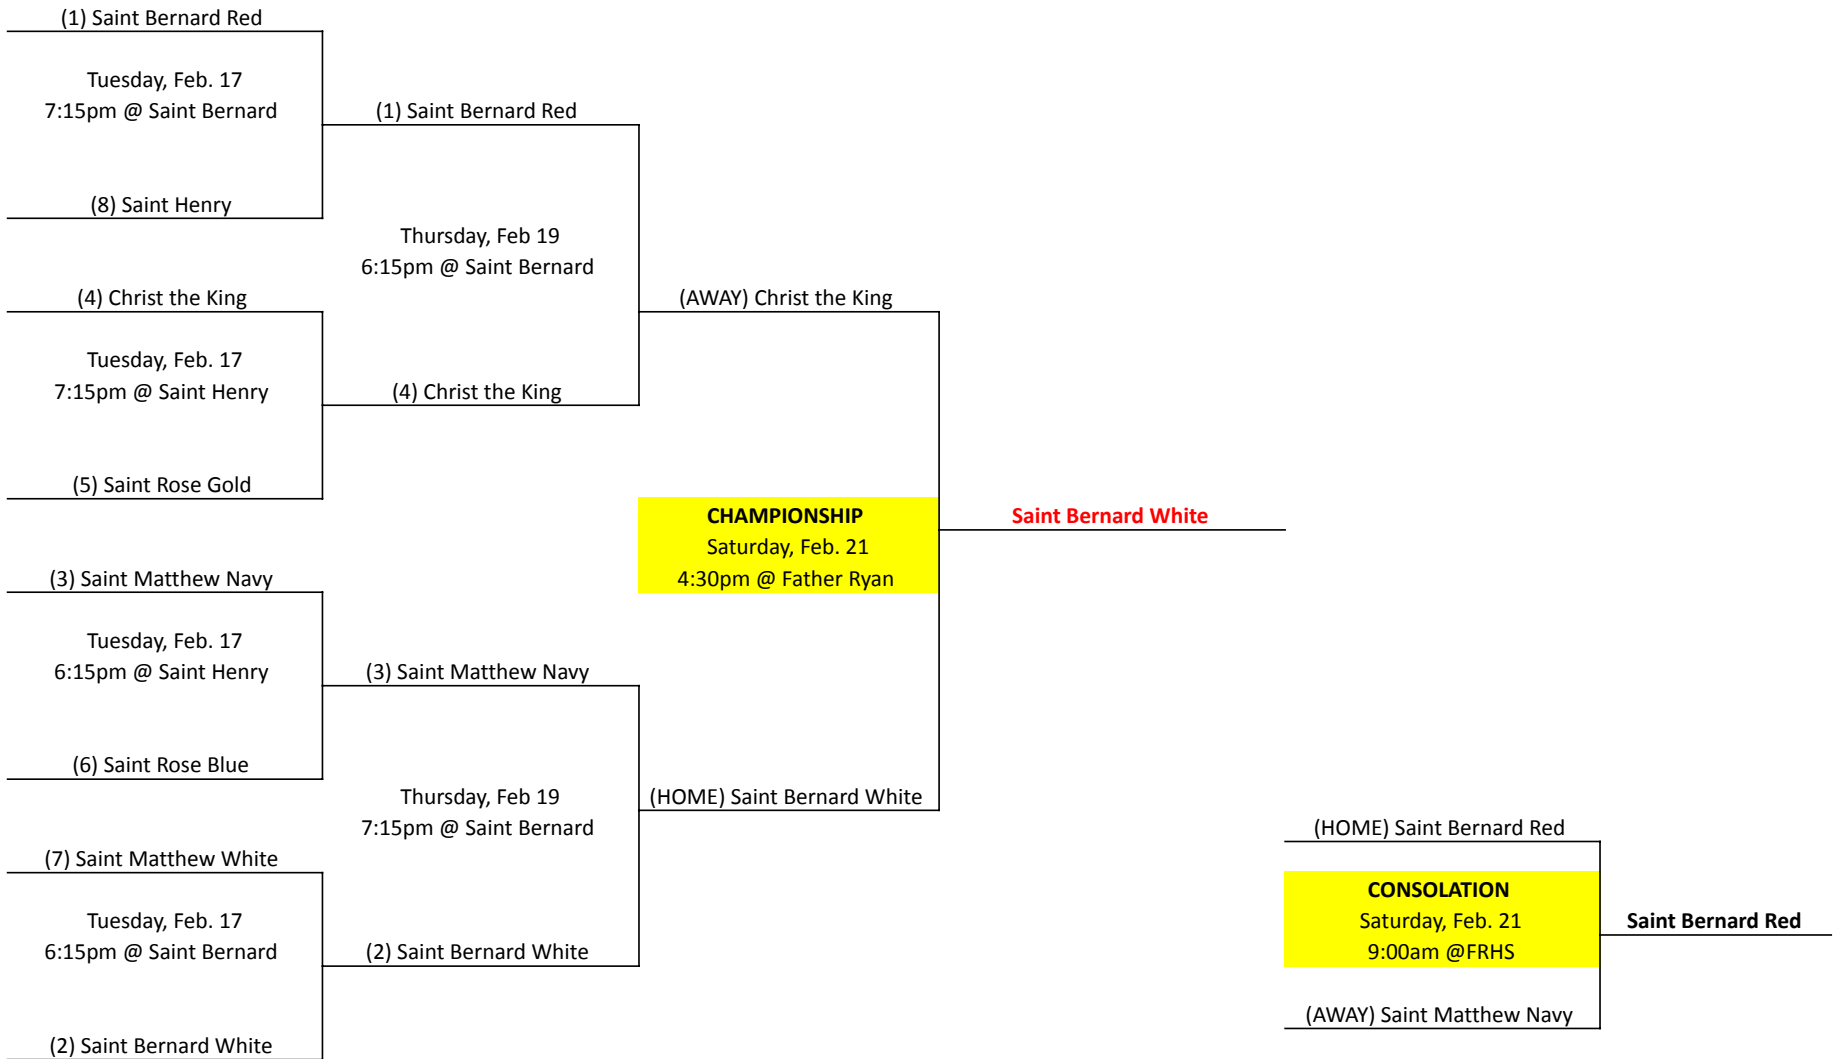 (1) Saint Bernard Red
Tuesday, Feb. 17
7:15pm @ Saint Bernard
(8) Saint Henry
(4) Christ the King
Tuesday, Feb. 17
7:15pm @ Saint Henry
(5) Saint Rose Gold
(3) Saint Matthew Navy
Tuesday, Feb. 17
6:15pm @ Saint Henry
(6) Saint Rose Blue
(7) Saint Matthew White
Tuesday, Feb. 17
6:15pm @ Saint Bernard
(2) Saint Bernard White
(1) Saint Bernard Red
Thursday, Feb 19
6:15pm @ Saint Bernard
(4) Christ the King
(3) Saint Matthew Navy
Thursday, Feb 19
7:15pm @ Saint Bernard
(2) Saint Bernard White
(AWAY) Christ the King
CHAMPIONSHIP
Saturday, Feb. 21
4:30pm @ Father Ryan
(HOME) Saint Bernard White
Saint Bernard White
(HOME) Saint Bernard Red
CONSOLATION
Saturday, Feb. 21
9:00am @FRHS
(AWAY) Saint Matthew Navy
Saint Bernard Red